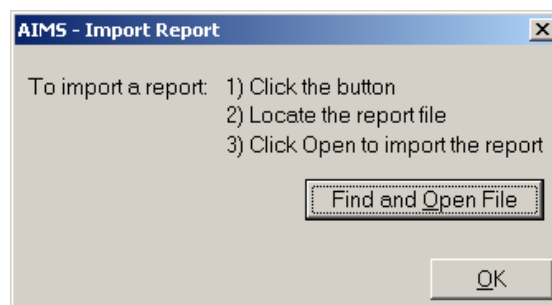 AIMS - Import Report
To import a report: 1) Click the button
2) Locate the report file
3) Click Open to import the report
Find and Open File
OK